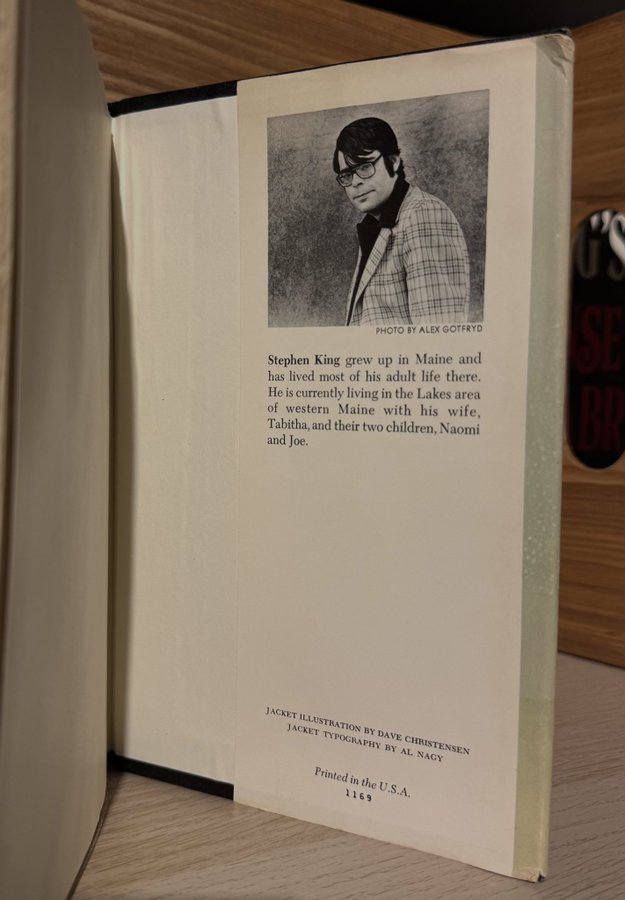 PHOTO BY ALEX GOTFRYD
Stephen King grew up in Maine and
has lived most of his adult life there.
He is currently living in the Lakes area
of western Maine with his wife,
Tabitha, and their two children, Naomi
and Joe.
JACKET ILLUSTRATION BY DAVE CHRISTENSEN
JACKET TYPOGRAPHY BY AL NAGY
Printed in the U.S.A.
1169
G'S
SE
BR